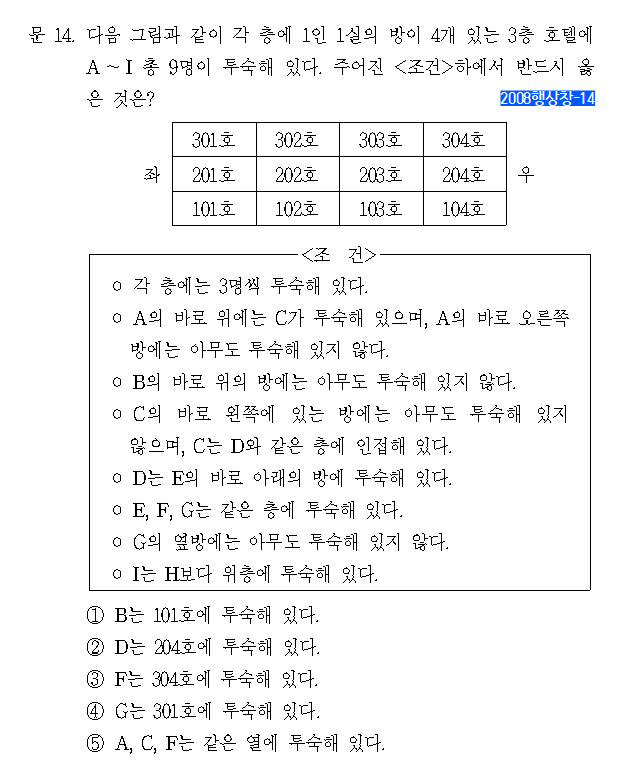 문 14. 다음 그림과 같이 각 층에 1인 1실의 방이 4개 있는 3층 호텔에
A ~ I 총 9명이 투숙해 있다. 주어진 <조건>하에서 반드시 옳
은 것은?
2008행상창-14
301호 302호 303호 304호
좌 201호 202호 203호 204호 우
101호 102호 103호 104호
<조 건>
○ 각 층에는 3명씩 투숙해 있다.
○ A의 바로 위에는 C가 투숙해 있으며, A의 바로 오른쪽
방에는 아무도 투숙해 있지 않다.
○ B의 바로 위의 방에는 아무도 투숙해 있지 않다.
○ C의 바로 왼쪽에 있는 방에는 아무도 투숙해 있지
않으며, C는 D와 같은 층에 인접해 있다.
○ D는 E의 바로 아래의 방에 투숙해 있다.
○ E, F, G는 같은 층에 투숙해 있다.
○ G의 옆방에는 아무도 투숙해 있지 않다.
○ I는 H보다 위층에 투숙해 있다.
① B는 101호에 투숙해 있다.
② D는 204호에 투숙해 있다.
③ F는 304호에 투숙해 있다.
④ G는 301호에 투숙해 있다.
⑤ A, C, F는 같은 열에 투숙해 있다.